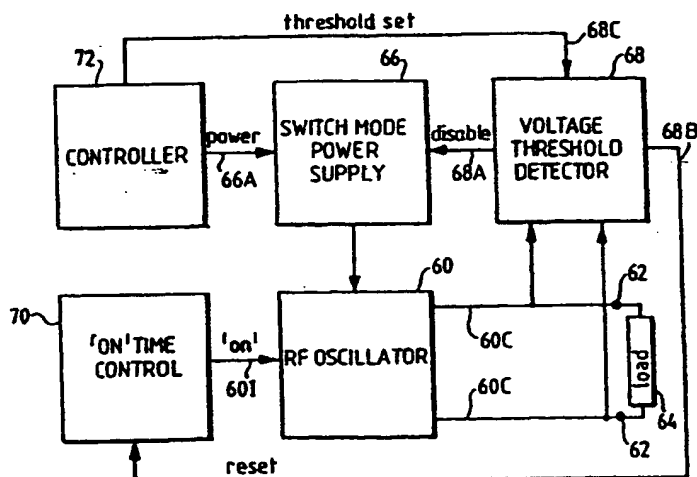 threshold set
68C
72
66
68
68B
CONTROLLER
power
66A
SWITCH MODE
POWER
SUPPLY
disable
68A
VOLTAGE
THRESHOLD
DETECTOR
70
60
62
'ON' TIME
CONTROL
'on'
60I
RF OSCILLATOR
60C
60C
load
64
62
reset